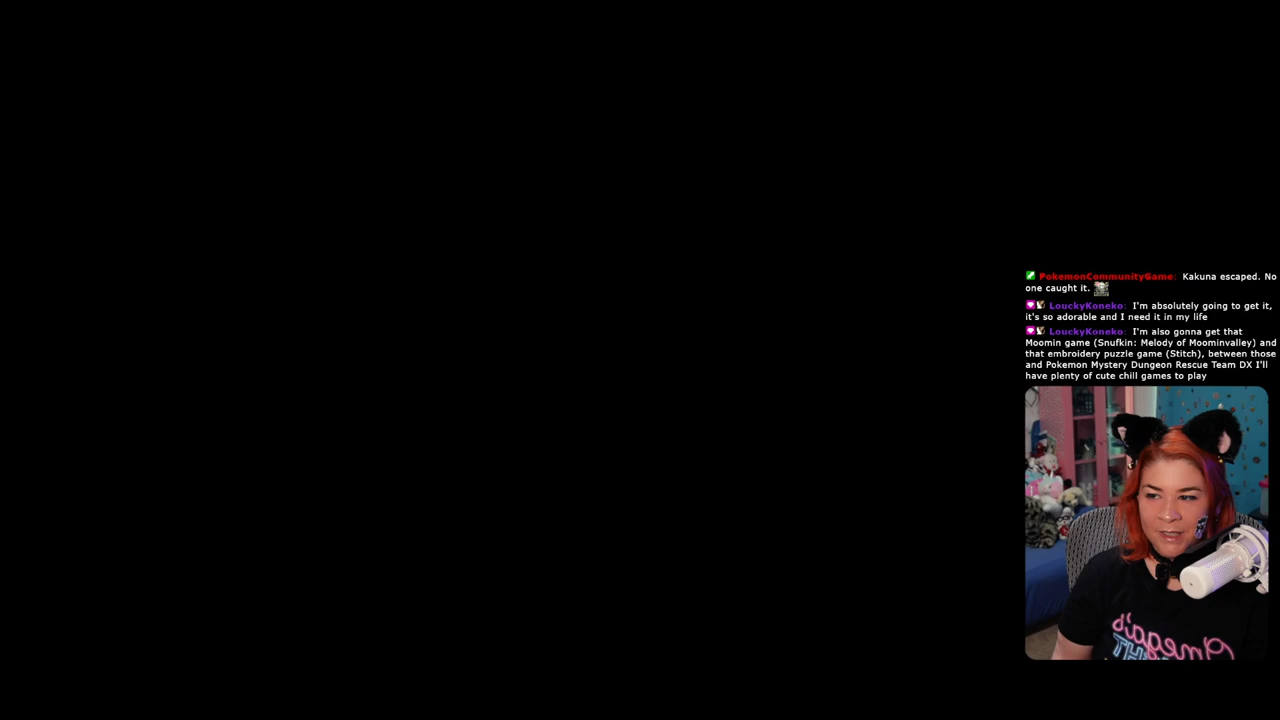 PokemonCommunityGame: Kakuna escaped. No
one caught it.
LouckyKoneko: I'm absolutely going to get it,
it's so adorable and I need it in my life
LouckyKoneko: I'm also gonna get that
Moomin game (Snufkin: Melody of Moominvalley) and
that embroidery puzzle game (Stitch), between those
and Pokemon Mystery Dungeon Rescue Team DX I'll
have plenty of cute chill games to play
Omega's